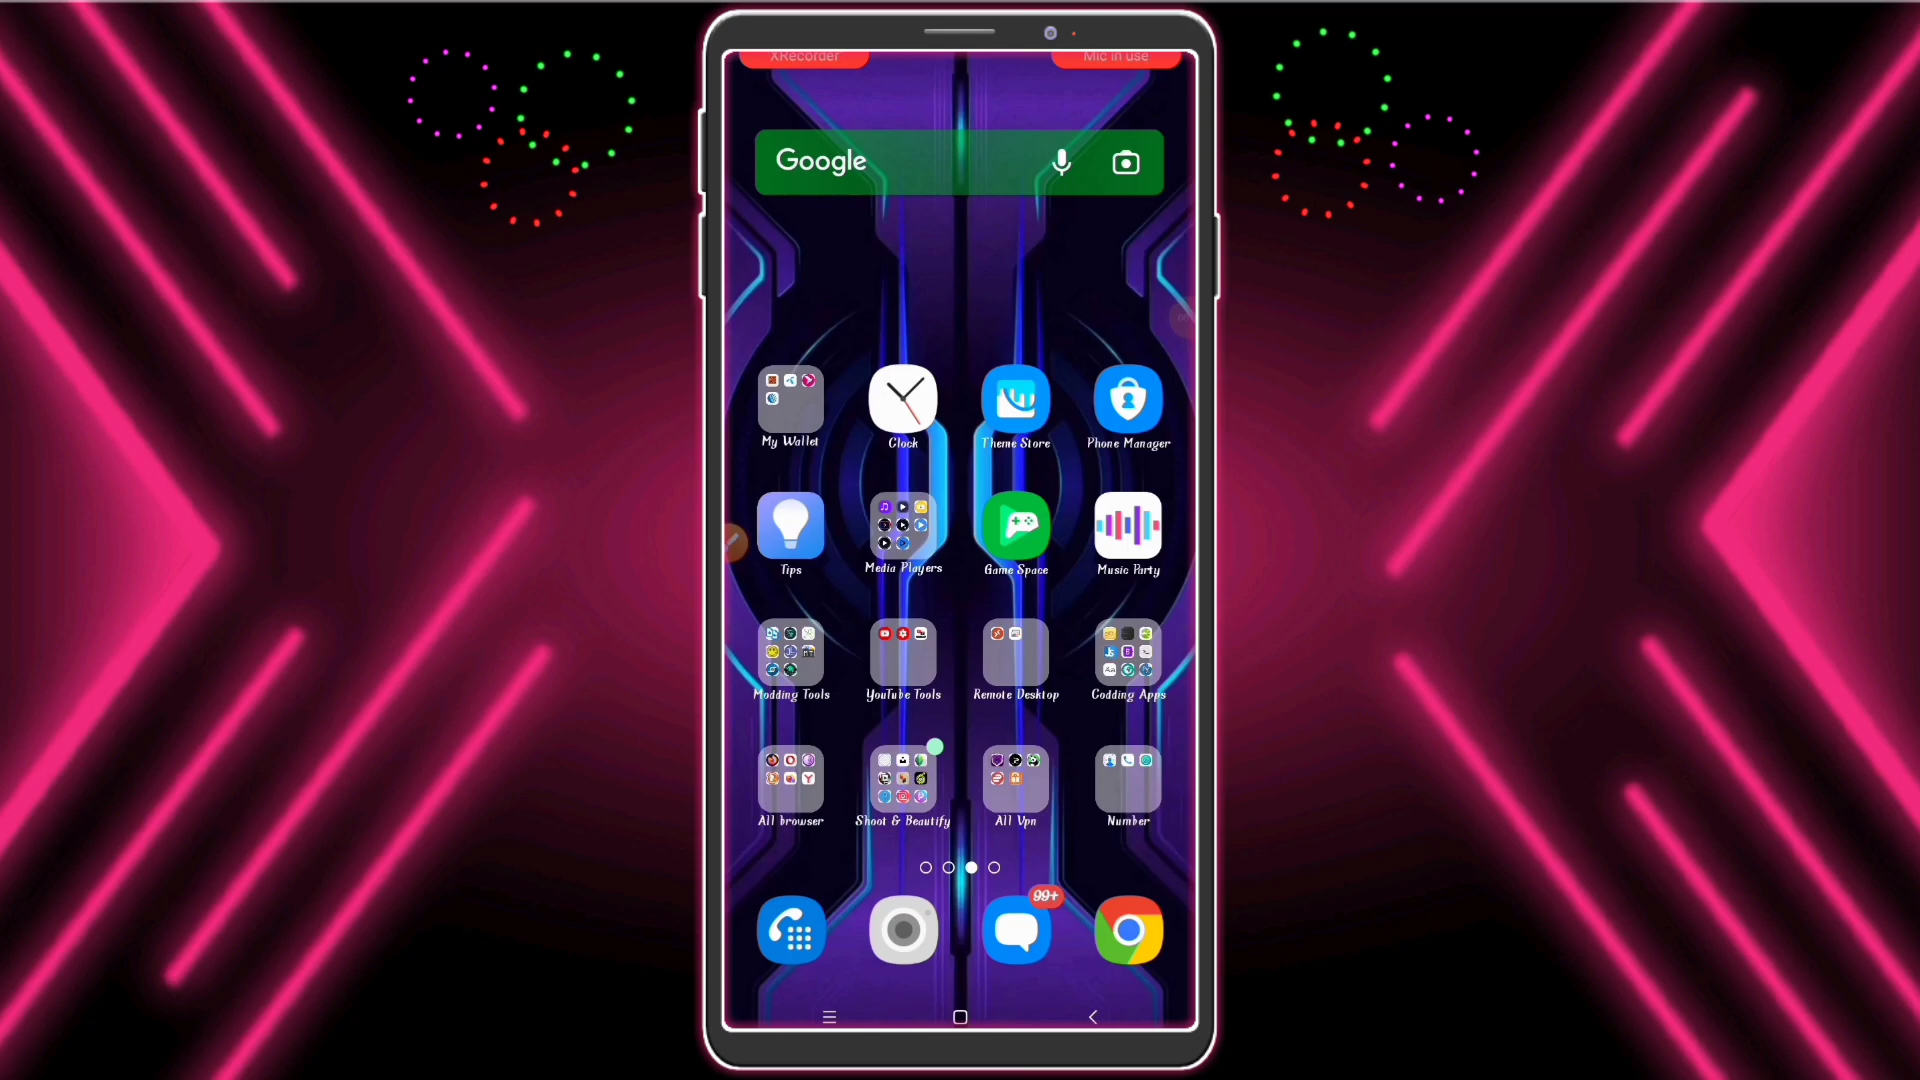 XRecorder Mic in use
Google
My Wallet Clock Theme Store Phone Manager
Tips Media Players Game Space Music Party
Modding Tools YouTube Tools Remote Desktop Codding Apps
All browser Shoot & Beautify All Vpn Number
99+